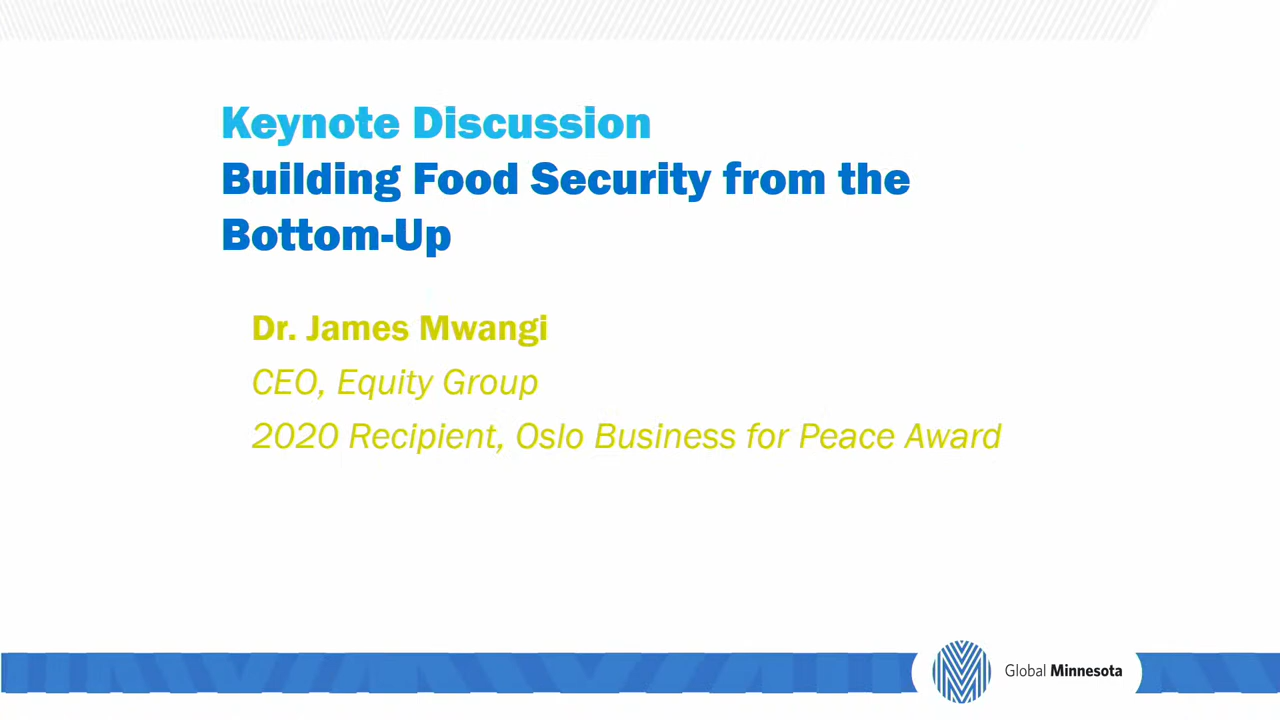 Keynote Discussion
Building Food Security from the
Bottom-Up
Dr. James Mwangi
CEO, Equity Group
2020 Recipient, Oslo Business for Peace Award
Global Minnesota